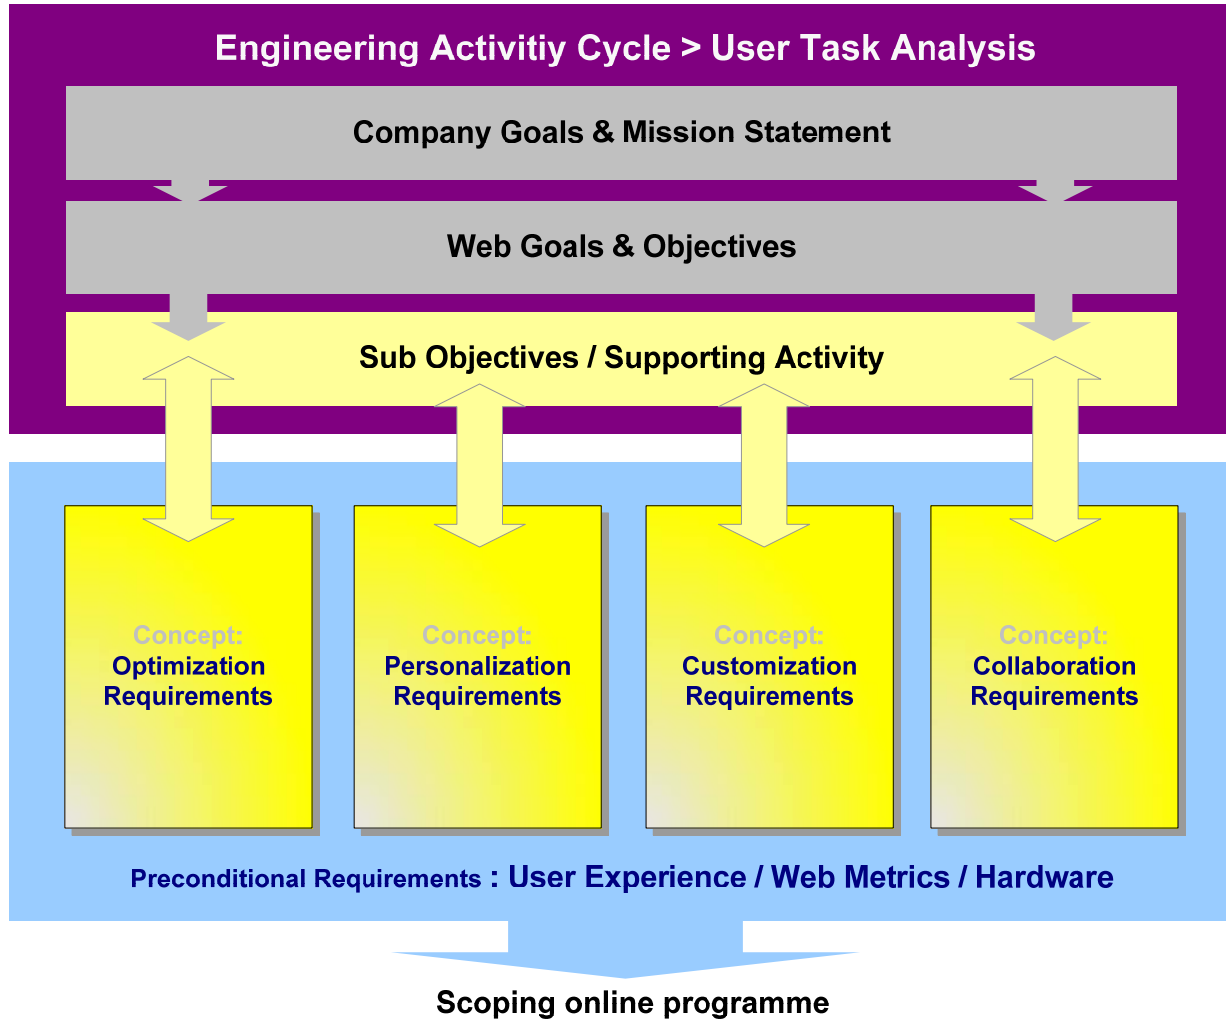 Engineering Activitiy Cycle > User Task Analysis
Company Goals & Mission Statement
Web Goals & Objectives
Sub Objectives / Supporting Activity
Concept:
Optimization
Requirements
Concept:
Personalization
Requirements
Concept:
Customization
Requirements
Concept:
Collaboration
Requirements
Preconditional Requirements : User Experience / Web Metrics / Hardware
Scoping online programme